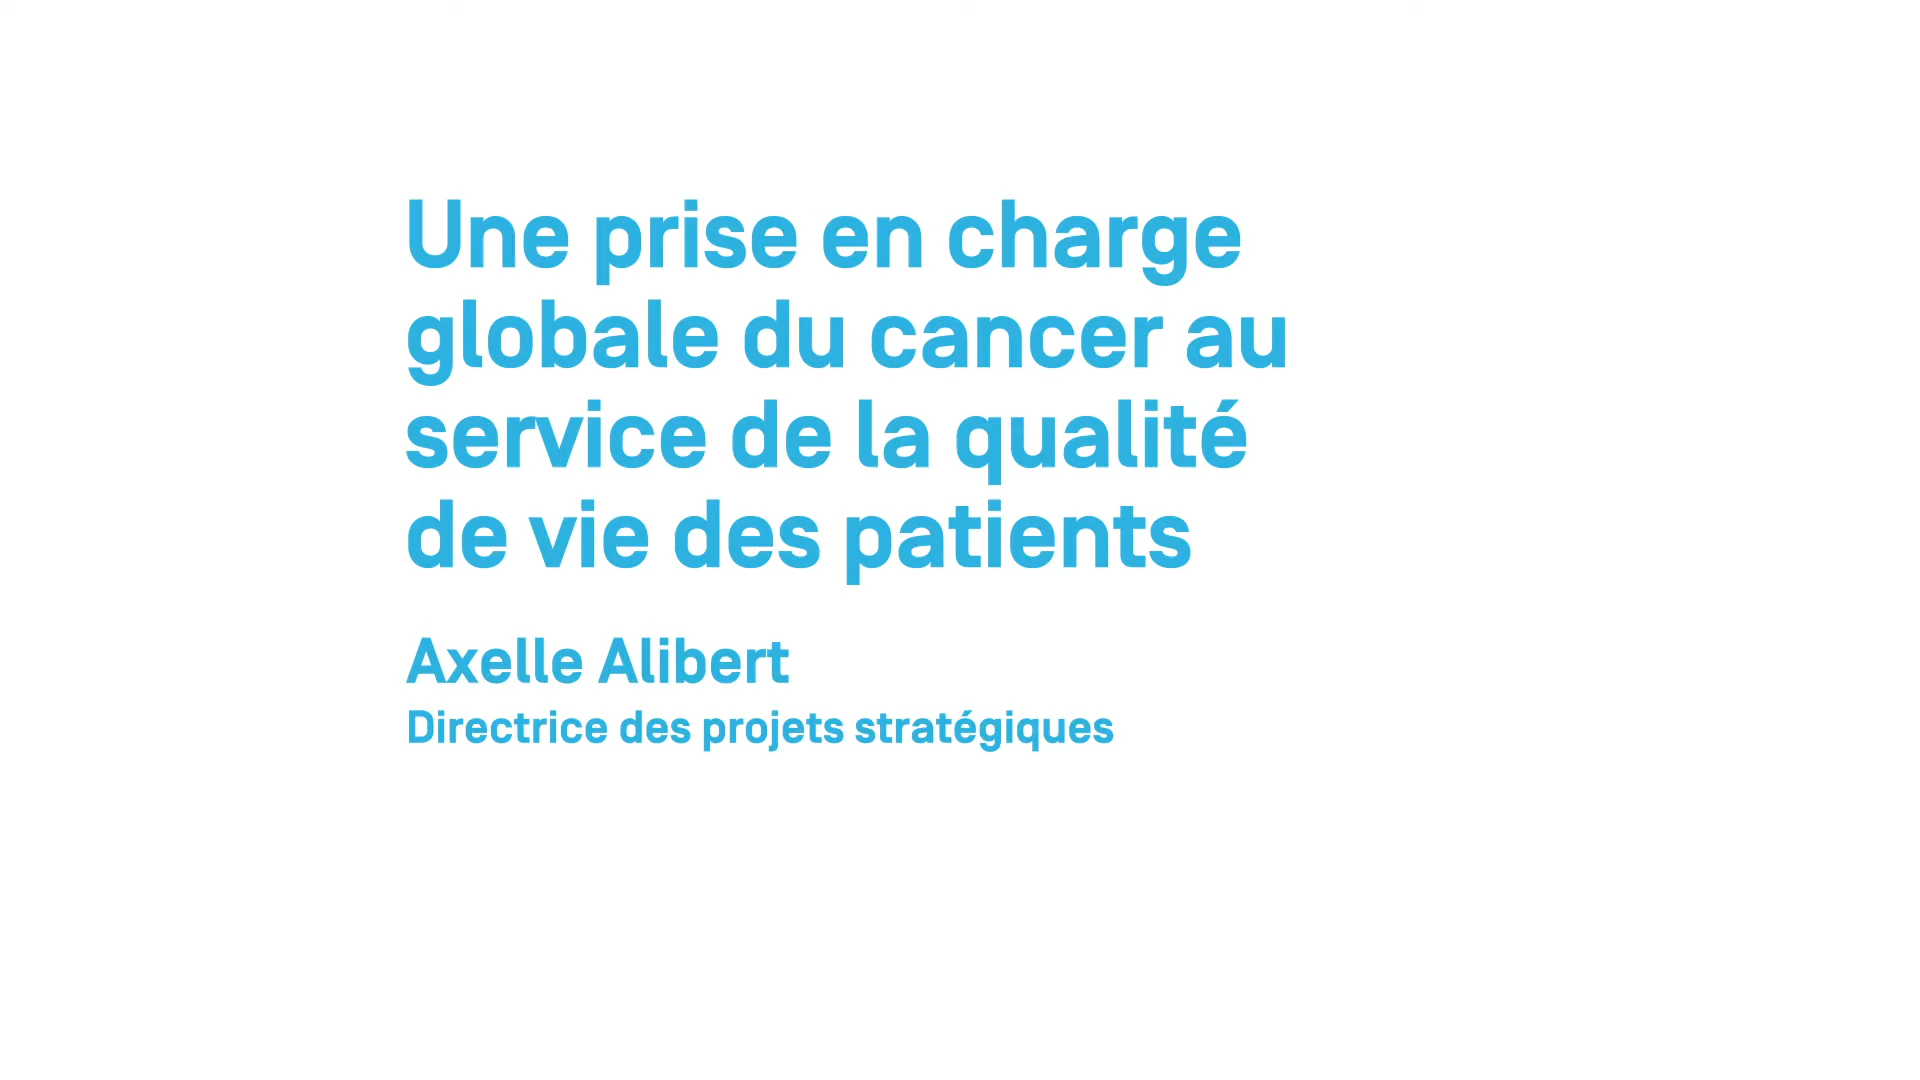 Une prise en charge
globale du cancer au
service de la qualité
de vie des patients
Axelle Alibert
Directrice des projets stratégiques